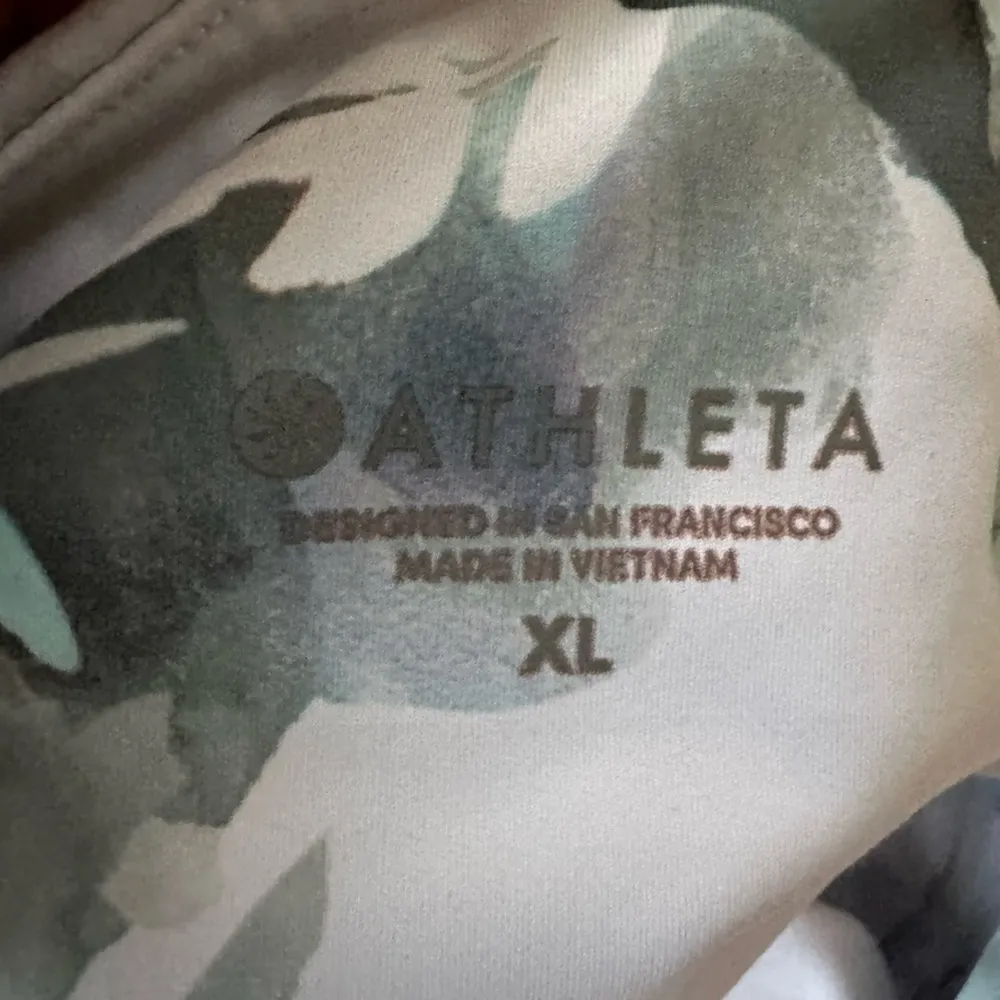 ATHLETA
DESIGNED IN SAN FRANCISCO
MADE IN VIETNAM
XL